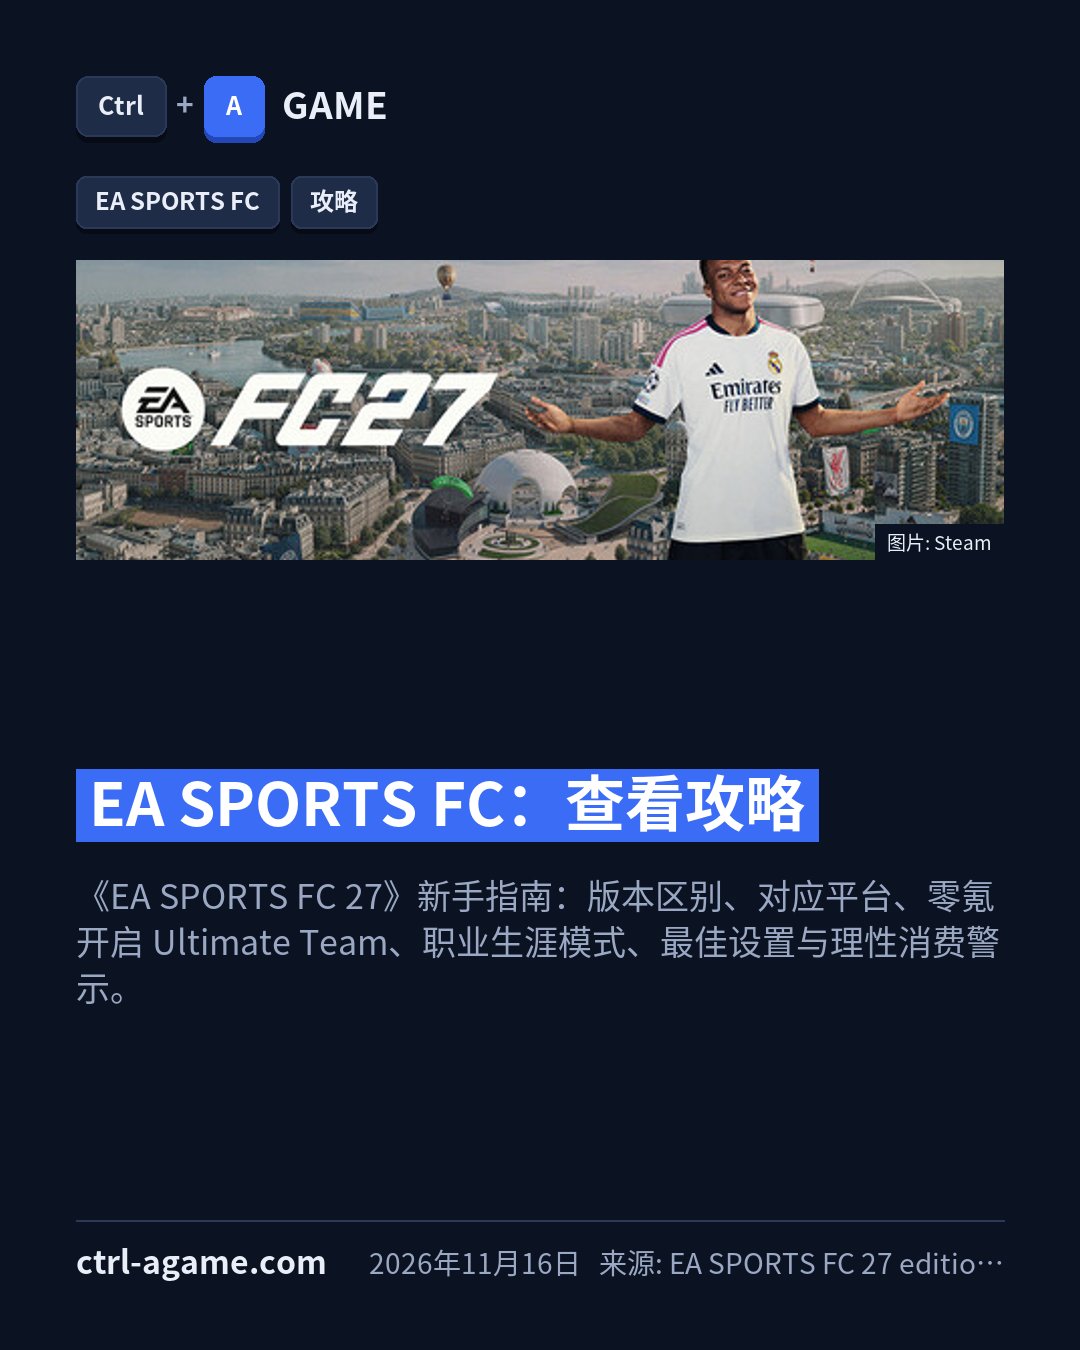 Ctrl + A GAME
EA SPORTS FC 攻略
EA SPORTS FC27
Emirates
FLY BETTER
图片: Steam
EA SPORTS FC：查看攻略
《EA SPORTS FC 27》新手指南：版本区别、对应平台、零氪
开启 Ultimate Team、职业生涯模式、最佳设置与理性消费警
示。
ctrl-agame.com 2026年11月16日 来源: EA SPORTS FC 27 editio…